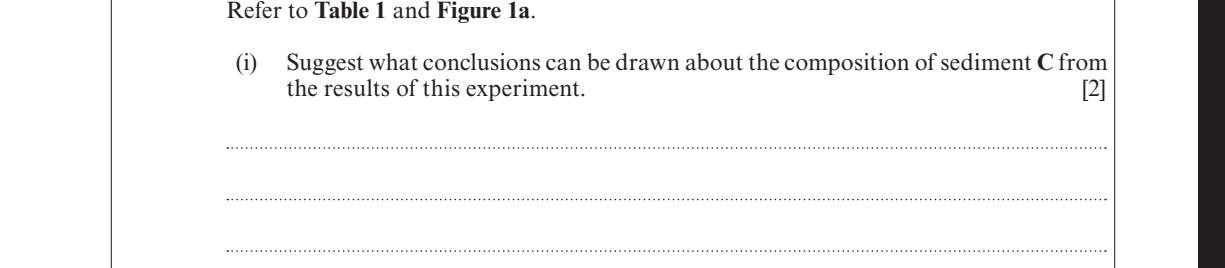 Refer to Table 1 and Figure 1a.
(i) Suggest what conclusions can be drawn about the composition of sediment C from
the results of this experiment. [2]